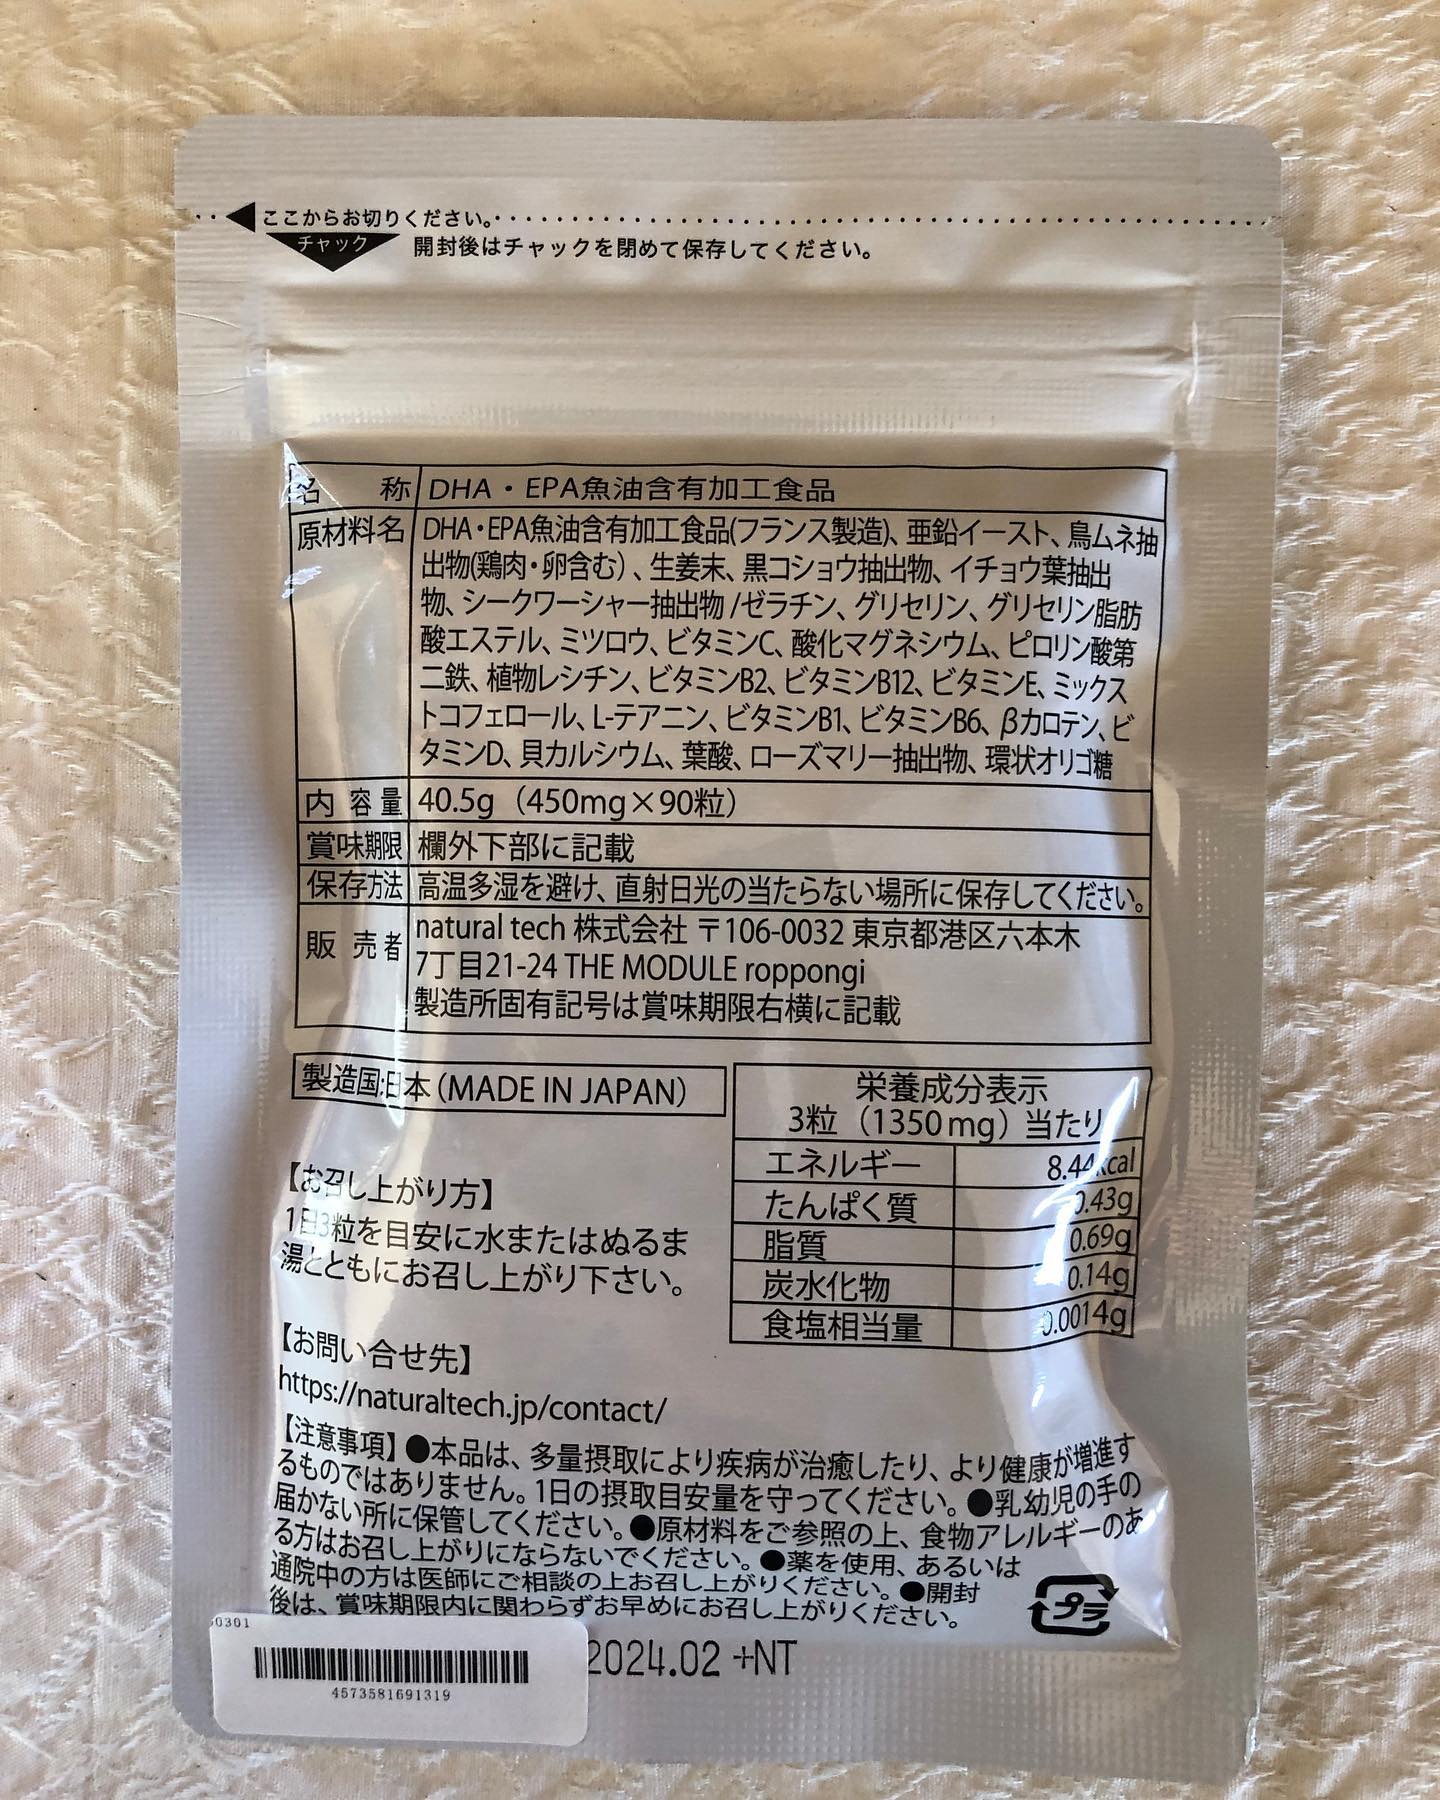 ここからお切りください。
チャック 開封後はチャックを閉めて保存してください。
名 称 DHA・EPA魚油含有加工食品
原材料名 DHA・EPA魚油含有加工食品(フランス製造)、亜鉛イースト、鳥ムネ抽
出物(鶏肉・卵含む)、生姜末、黒コショウ抽出物、イチョウ葉抽出
物、シークワーシャー抽出物/ゼラチン、グリセリン、グリセリン脂肪
酸エステル、ミツロウ、ビタミンC、酸化マグネシウム、ピロリン酸第
二鉄、植物レシチン、ビタミンB2、ビタミンB12、ビタミンE、ミックス
トコフェロール、L-テアニン、ビタミンB1、ビタミンB6、βカロテン、ビ
タミンD、貝カルシウム、葉酸、ローズマリー抽出物、環状オリゴ糖
内容量 40.5g（450mg×90粒）
賞味期限 欄外下部に記載
保存方法 高温多湿を避け、直射日光の当たらない場所に保存してください。
販売者 natural tech 株式会社 〒106-0032 東京都港区六本木
7丁目21-24 THE MODULE roppongi
製造所固有記号は賞味期限右横に記載
製造国:日本（MADE IN JAPAN）
栄養成分表示
3粒（1350mg）当たり
エネルギー 8.44kcal
たんぱく質 0.43g
脂質 0.69g
炭水化物 0.14g
食塩相当量 0.0014g
【お召し上がり方】
1日3粒を目安に水またはぬるま
湯とともにお召し上がり下さい。
【お問い合せ先】
https://naturaltech.jp/contact/
【注意事項】●本品は、多量摂取により疾病が治癒したり、より健康が増進す
るものではありません。1日の摂取目安量を守ってください。●乳幼児の手の
届かない所に保管してください。●原材料をご参照の上、食物アレルギーのあ
る方はお召し上がりにならないでください。●薬を使用、あるいは
通院中の方は医師にご相談の上お召し上がりください。●開封
後は、賞味期限内に関わらずお早めにお召し上がりください。
プラ
0301
4573581691319
2024.02 +NT